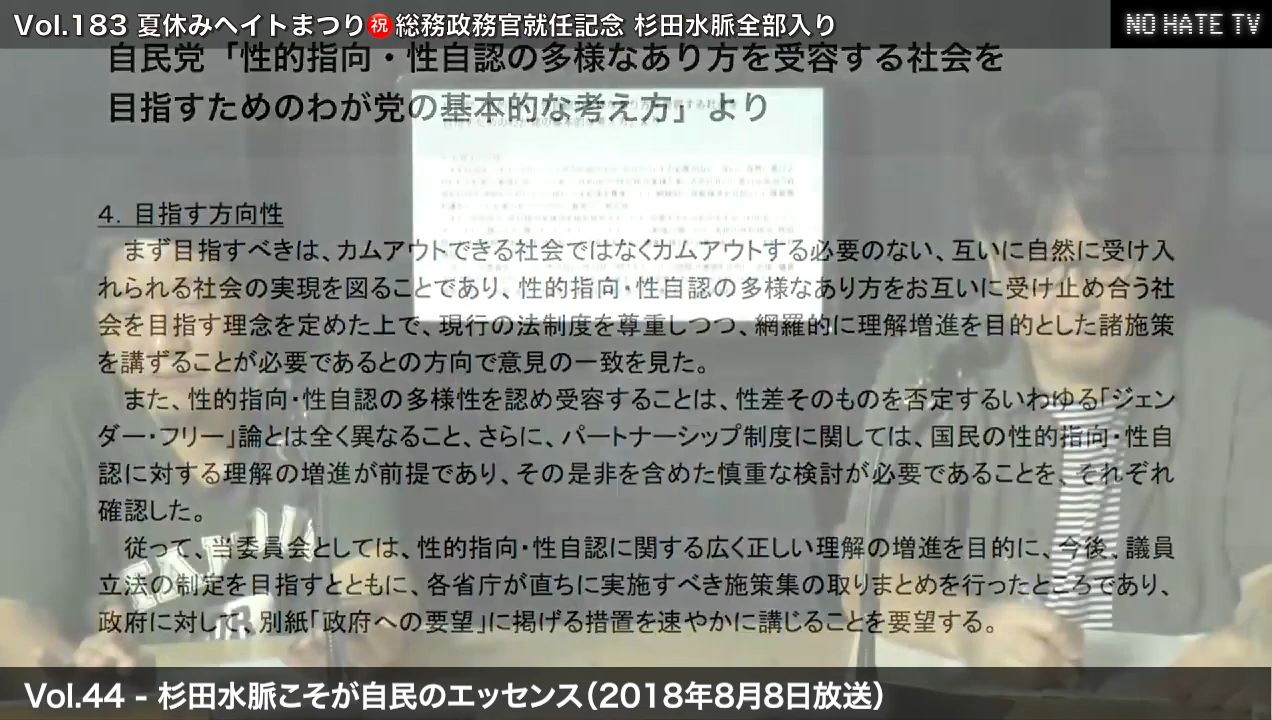 Vol.183 夏休みヘイトまつり㊗総務政務官就任記念 杉田水脈全部入り
NO HATE TV
自民党「性的指向・性自認の多様なあり方を受容する社会を
目指すためのわが党の基本的な考え方」より
4．目指す方向性
まず目指すべきは、カムアウトできる社会ではなくカムアウトする必要のない、互いに自然に受け入
れられる社会の実現を図ることであり、性的指向・性自認の多様なあり方をお互いに受け止め合う社
会を目指す理念を定めた上で、現行の法制度を尊重しつつ、網羅的に理解増進を目的とした諸施策
を講ずることが必要であるとの方向で意見の一致を見た。
また、性的指向・性自認の多様性を認め受容することは、性差そのものを否定するいわゆる「ジェン
ダー・フリー」論とは全く異なること、さらに、パートナーシップ制度に関しては、国民の性的指向・性自
認に対する理解の増進が前提であり、その是非を含めた慎重な検討が必要であることを、それぞれ
確認した。
従って、当委員会としては、性的指向・性自認に関する広く正しい理解の増進を目的に、今後、議員
立法の制定を目指すとともに、各省庁が直ちに実施すべき施策集の取りまとめを行ったところであり、
政府に対して、別紙「政府への要望」に掲げる措置を速やかに講じることを要望する。
Vol.44 - 杉田水脈こそが自民のエッセンス（2018年8月8日放送）